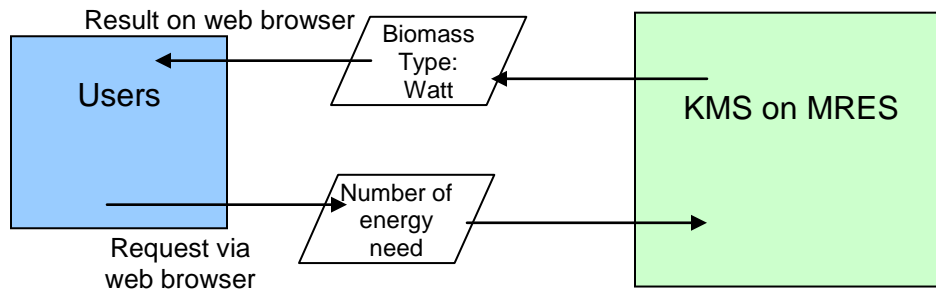 Result on web browser
Biomass
Type:
Watt
Users
KMS on MRES
Number of
energy
need
Request via
web browser